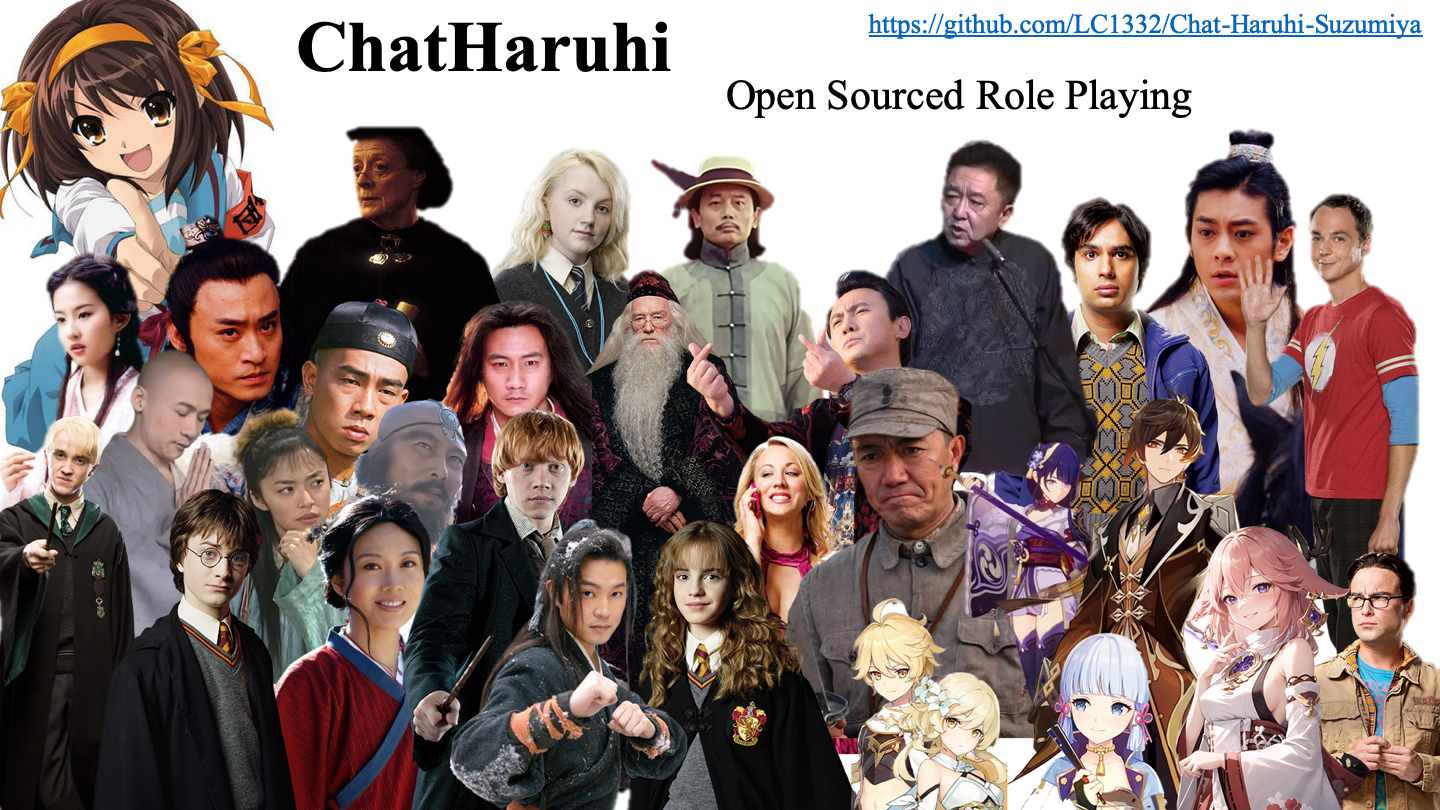 ChatHaruhi
https://github.com/LC1332/Chat-Haruhi-Suzumiya
Open Sourced Role Playing